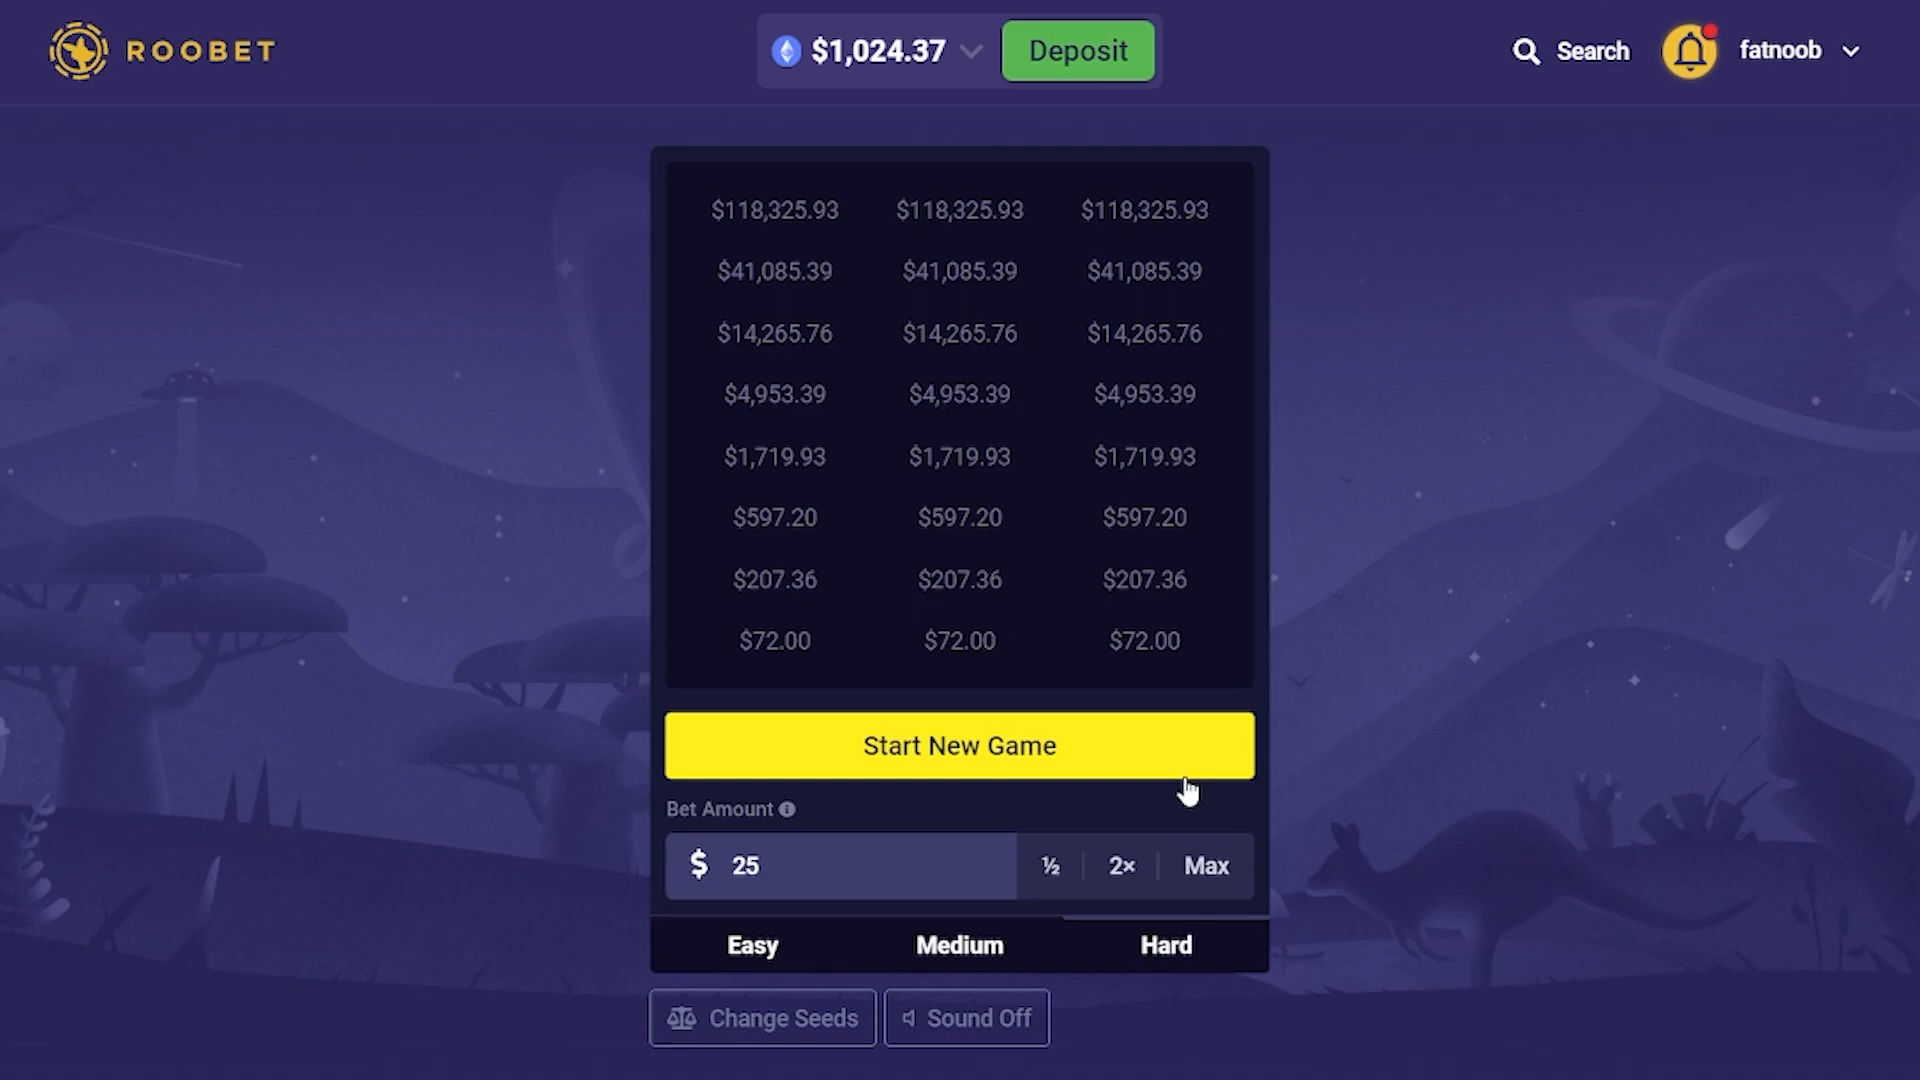 ROOBET
$1,024.37
Deposit
Search
fatnoob
$118,325.93 $118,325.93 $118,325.93
$41,085.39 $41,085.39 $41,085.39
$14,265.76 $14,265.76 $14,265.76
$4,953.39 $4,953.39 $4,953.39
$1,719.93 $1,719.93 $1,719.93
$597.20 $597.20 $597.20
$207.36 $207.36 $207.36
$72.00 $72.00 $72.00
Start New Game
Bet Amount
$ 25 ½ 2× Max
Easy Medium Hard
Change Seeds Sound Off